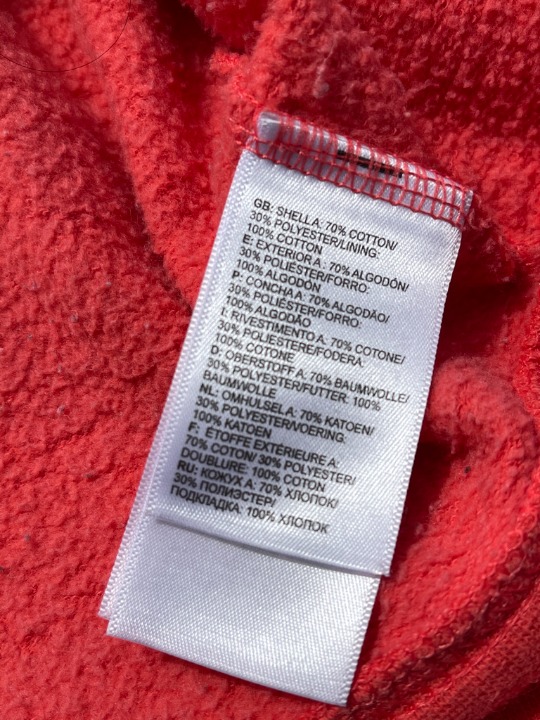 GB: SHELLA: 70% COTTON/
30% POLYESTER/LINING:
100% COTTON
E: EXTERIOR A: 70% ALGODÓN/
30% POLIÉSTER/FORRO:
100% ALGODÓN
P: CONCHA A: 70% ALGODÃO/
30% POLIÉSTER/FORRO:
100% ALGODÃO
I: RIVESTIMENTO A: 70% COTONE/
30% POLIESTERE/FODERA:
100% COTONE
D: OBERSTOFF A: 70% BAUMWOLLE/
30% POLYESTER/FUTTER: 100%
BAUMWOLLE
NL: OMHULSEL A: 70% KATOEN/
30% POLYESTER/VOERING:
100% KATOEN
F: ÉTOFFE EXTERIEURE A:
70% COTON/ 30% POLYESTER/
DOUBLURE: 100% COTON
RU: КОЖУХ А: 70% ХЛОПОК/
30% ПОЛИЭСТЕР/
ПОДКЛАДКА: 100% ХЛОПОК